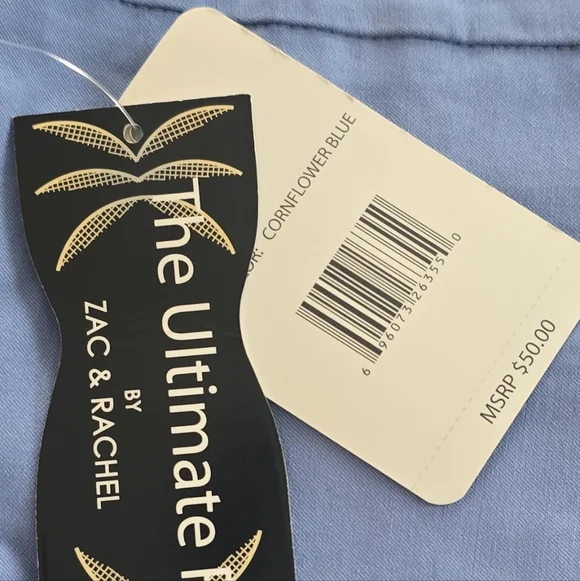 The Ultimate
BY
ZAC & RACHEL
CORNFLOWER BLUE
6 96073 26355 0
MSRP $50.00